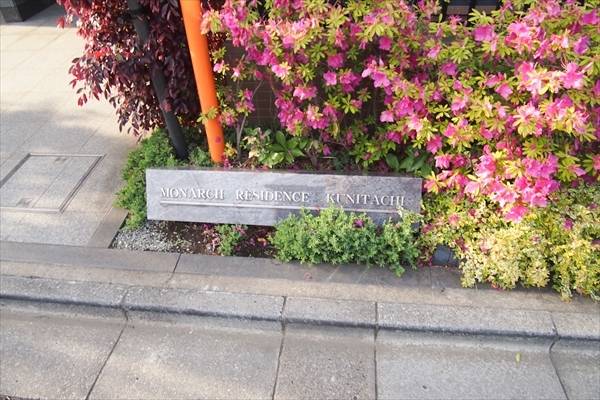 MONARCH RESIDENCE KUNITACHI